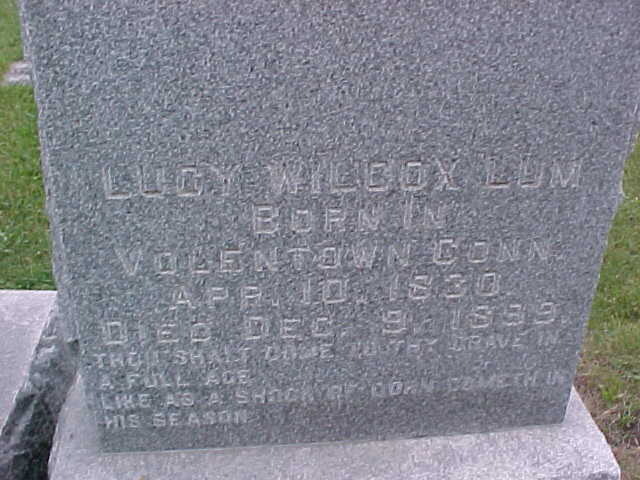 LUCY WILCOX LUM
BORN IN
VOLENTOWN CONN.
APR. 10, 1830
DIED DEC. 9, 1899.
THOU SHALT COME TO THY GRAVE IN
A FULL AGE
LIKE AS A SHOCK OF CORN COMETH IN
HIS SEASON